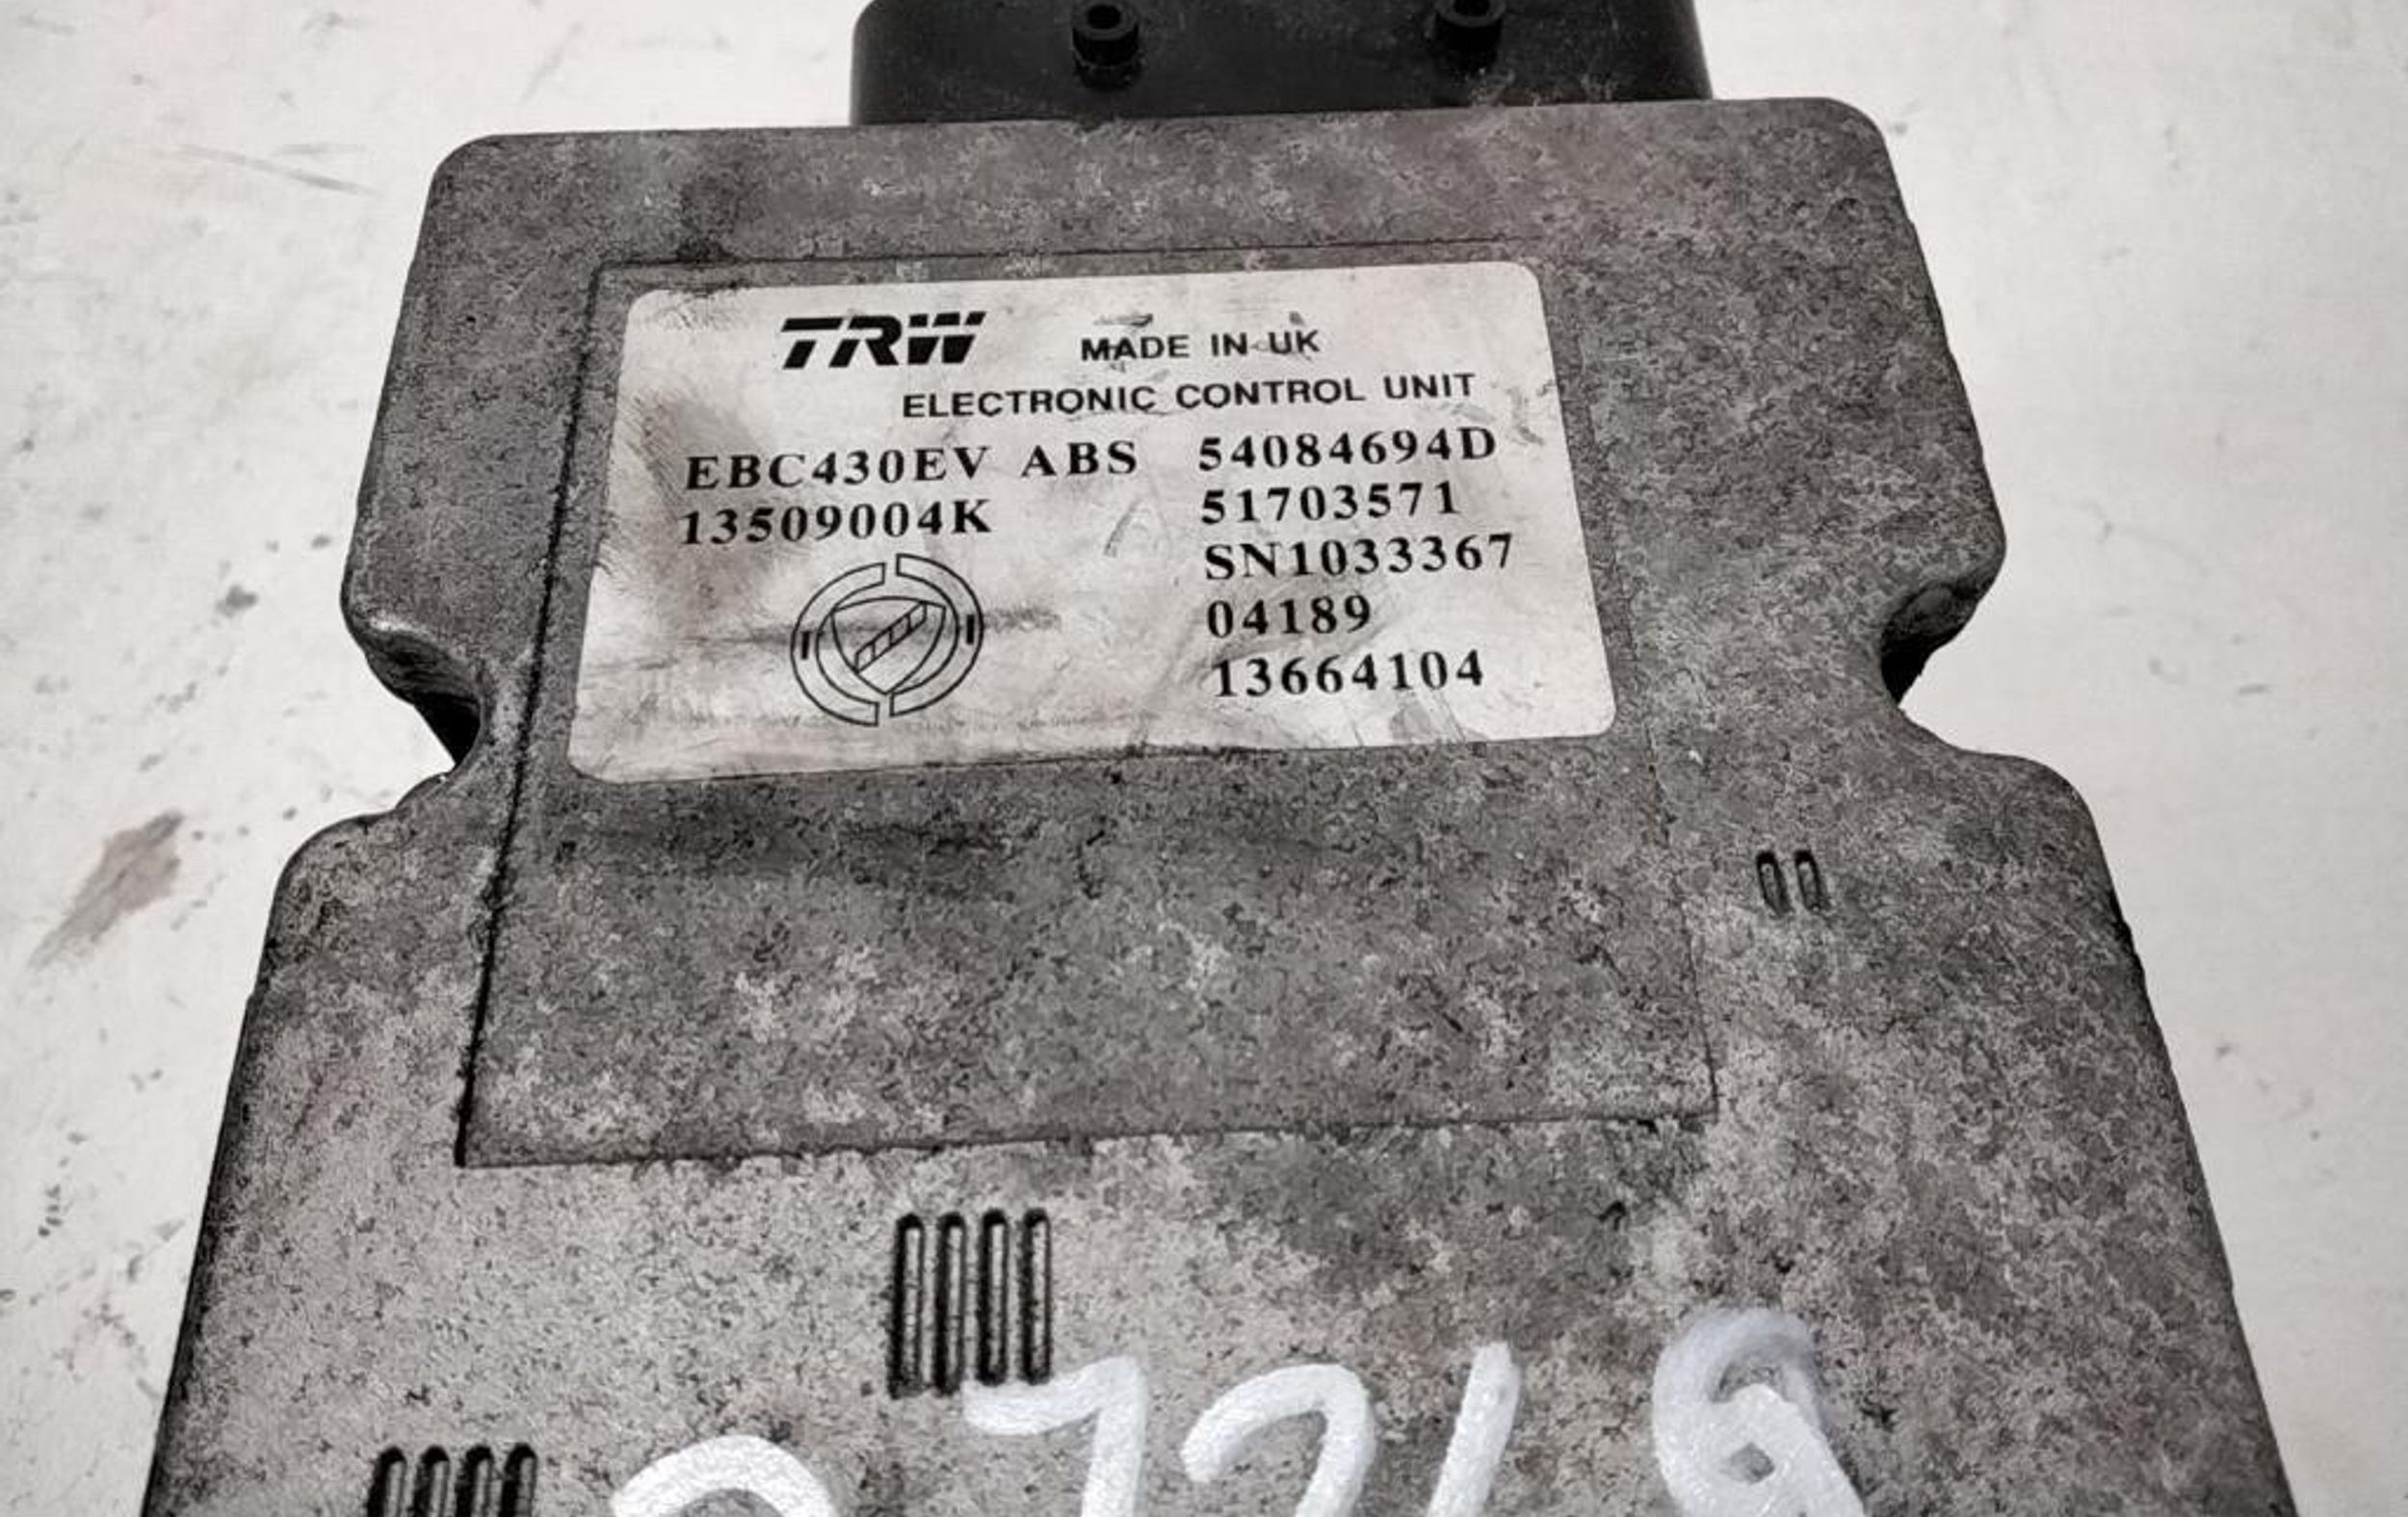 TRW MADE IN UK
ELECTRONIC CONTROL UNIT
EBC430EV ABS 54084694D
13509004K 51703571
SN1033367
04189
13664104